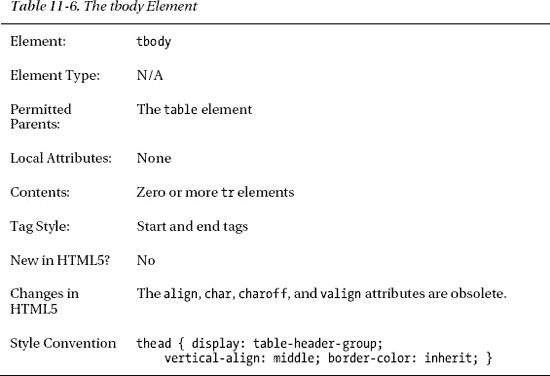 Table 11-6. The tbody Element
Element: tbody
Element Type: N/A
Permitted The table element
Parents:
Local Attributes: None
Contents: Zero or more tr elements
Tag Style: Start and end tags
New in HTML5? No
Changes in The align, char, charoff, and valign attributes are obsolete.
HTML5
Style Convention thead { display: table-header-group;
vertical-align: middle; border-color: inherit; }